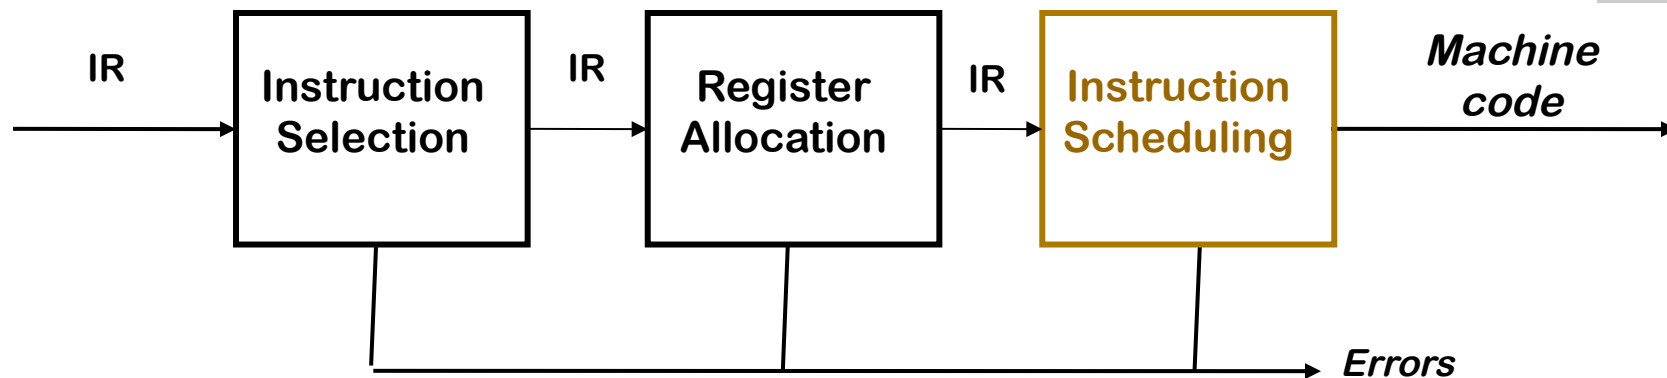 IR
Instruction
Selection
IR
Register
Allocation
IR
Instruction
Scheduling
Machine
code
Errors